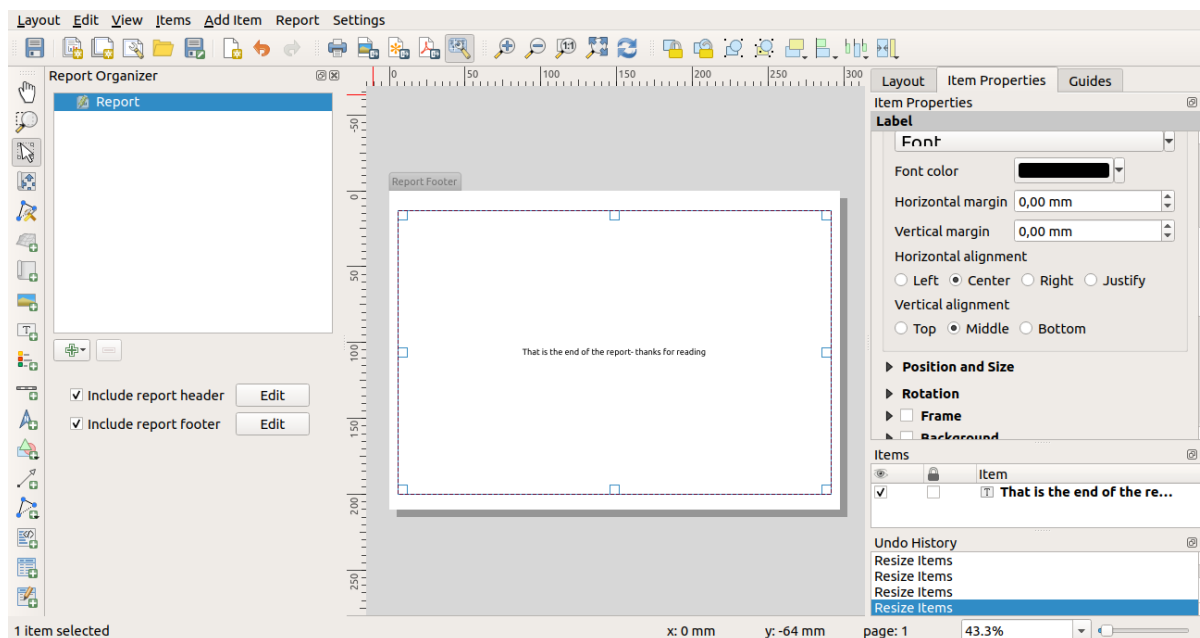 Layout Edit View Items Add Item Report Settings
Report Organizer
Report
Include report header Edit
Include report footer Edit
0 50 100 150 200 250 300
-50
0
50
100
150
200
250
Report Footer
That is the end of the report- thanks for reading
Layout Item Properties Guides
Item Properties
Label
Font
Font color
Horizontal margin 0,00 mm
Vertical margin 0,00 mm
Horizontal alignment
Left Center Right Justify
Vertical alignment
Top Middle Bottom
Position and Size
Rotation
Frame
Background
Items
Item
That is the end of the re...
Undo History
Resize Items
Resize Items
Resize Items
Resize Items
1 item selected
x: 0 mm y: -64 mm page: 1 43.3%